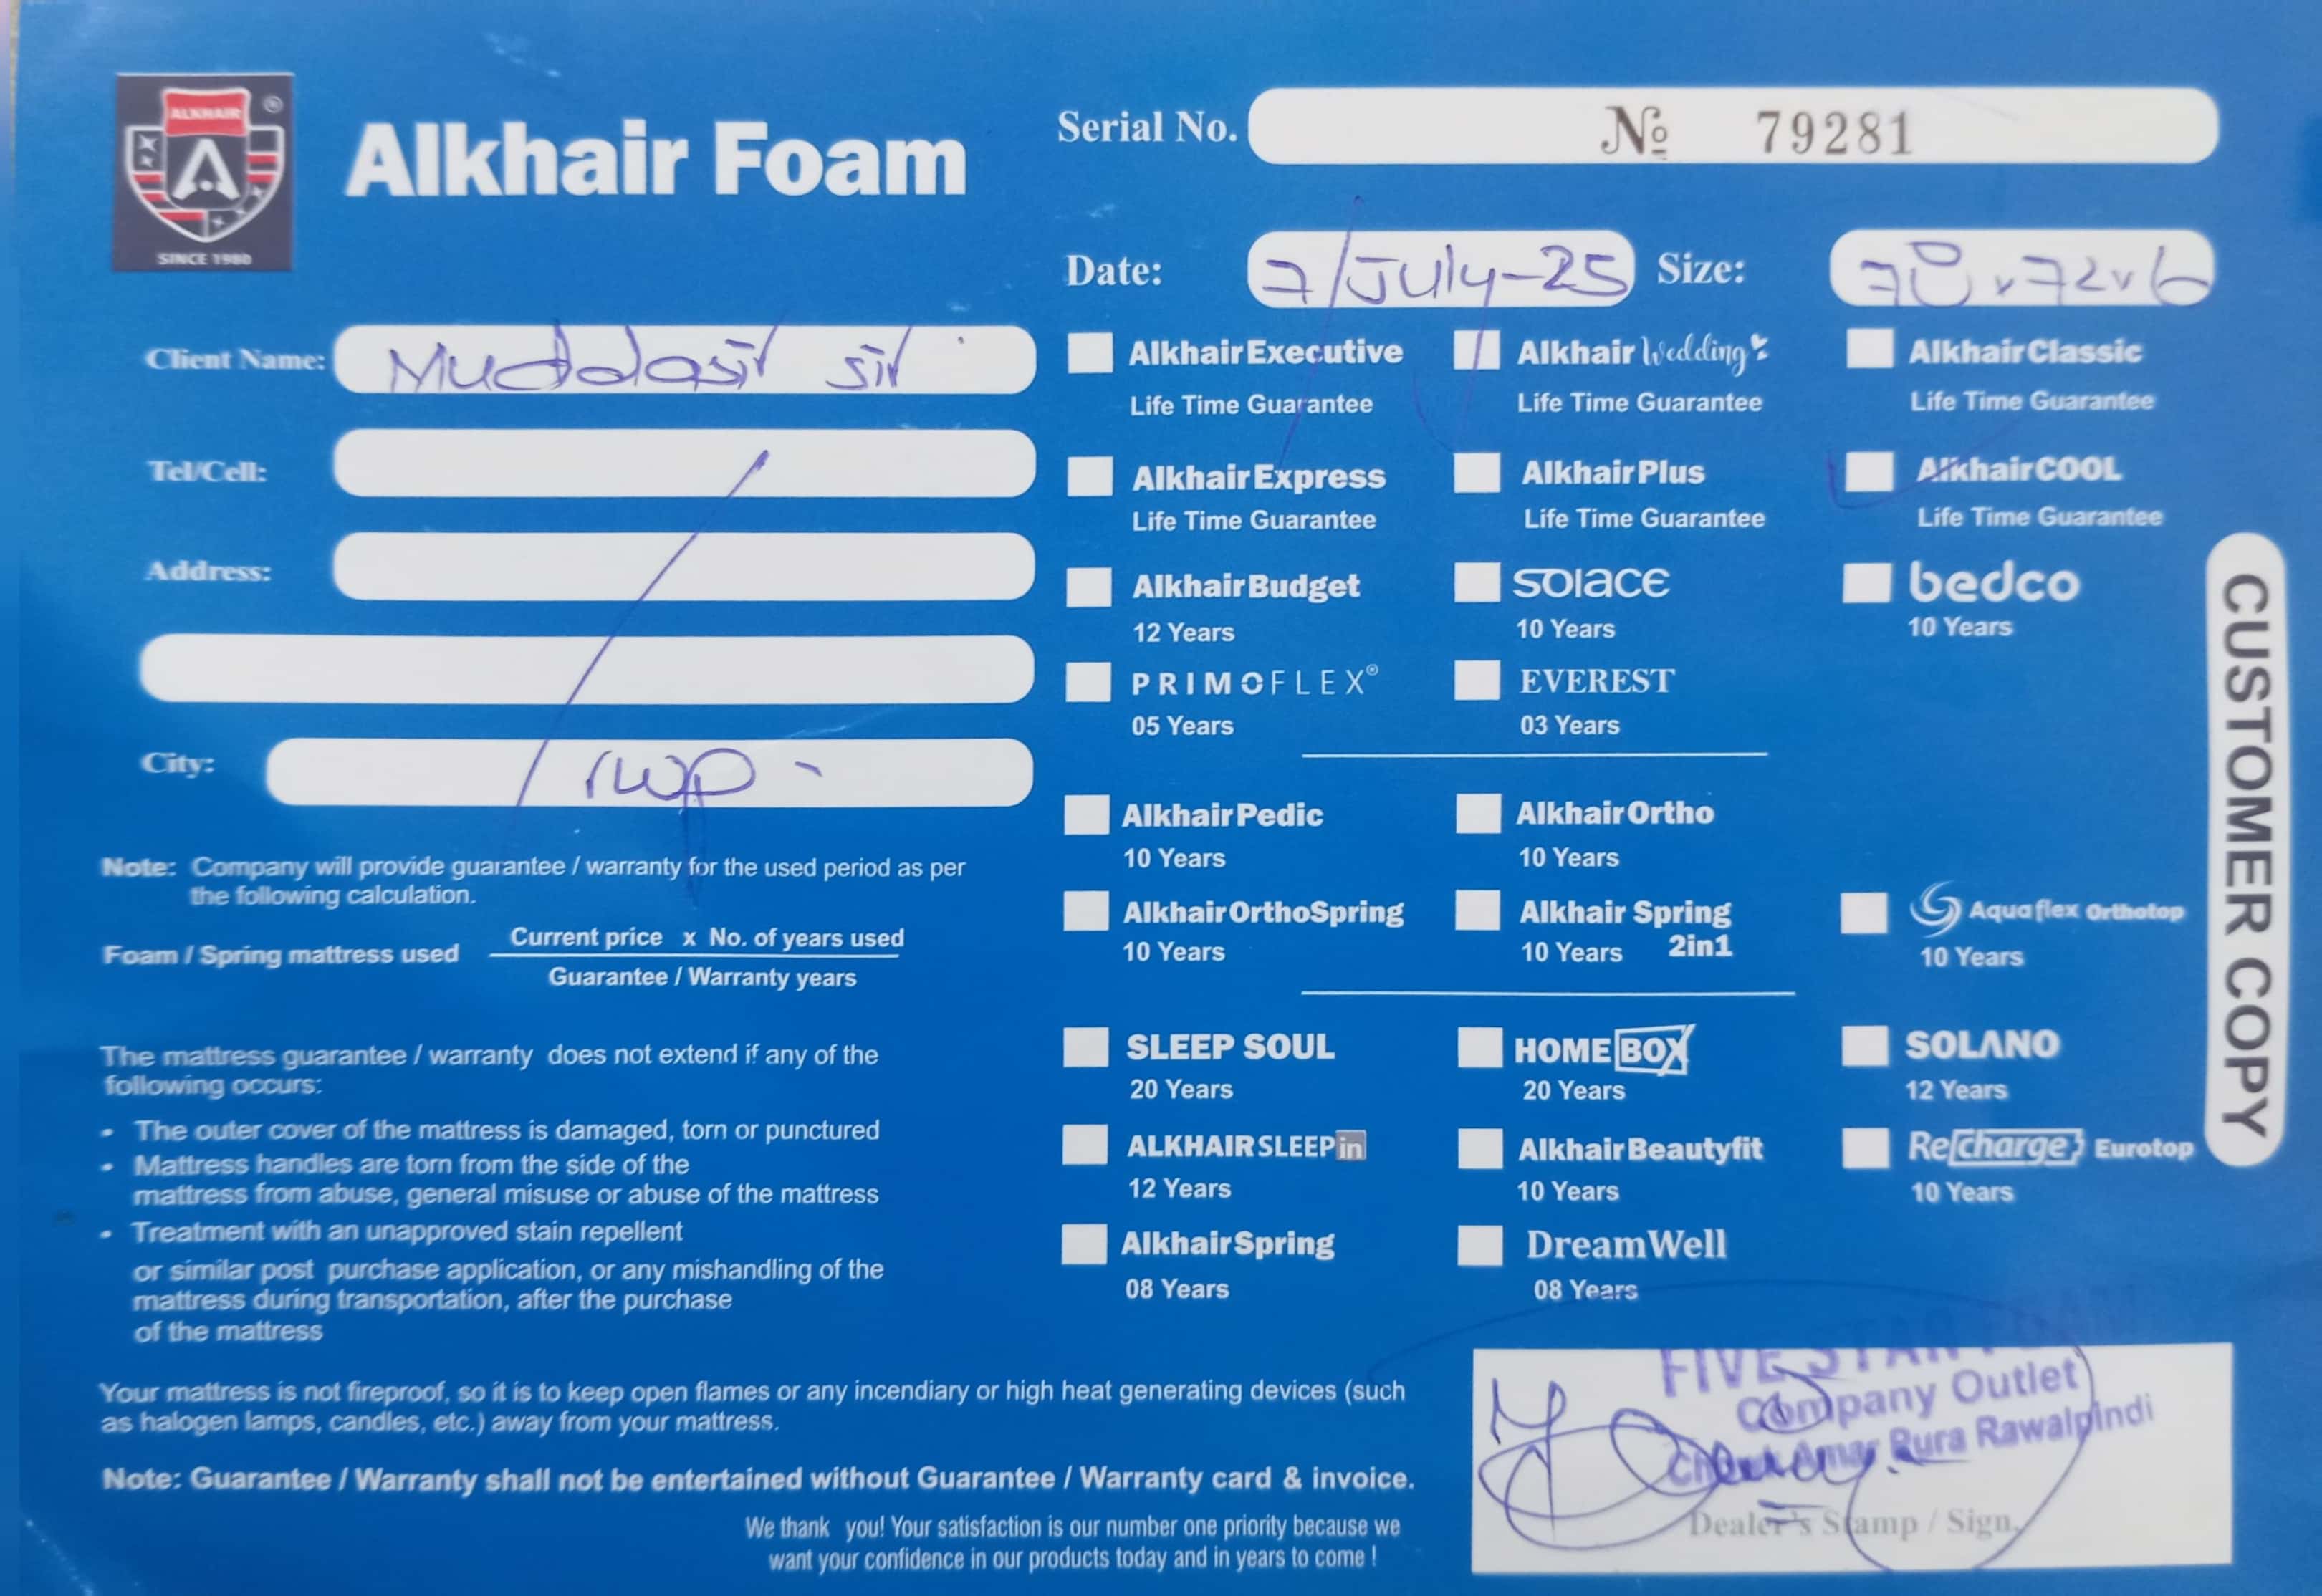 ALKHAIR
®
SINCE 1980
Alkhair Foam
Serial No. № 79281
Date: 7/July-25 Size: 78 x 72 x 6
Client Name: Muddasir sir
Tel/Cell:
Address:
City: rwp
Note: Company will provide guarantee / warranty for the used period as per
the following calculation.
Foam / Spring mattress used Current price x No. of years used
Guarantee / Warranty years
The mattress guarantee / warranty does not extend if any of the
following occurs:
• The outer cover of the mattress is damaged, torn or punctured
• Mattress handles are torn from the side of the
mattress from abuse, general misuse or abuse of the mattress
• Treatment with an unapproved stain repellent
or similar post purchase application, or any mishandling of the
mattress during transportation, after the purchase
of the mattress
Your mattress is not fireproof, so it is to keep open flames or any incendiary or high heat generating devices (such
as halogen lamps, candles, etc.) away from your mattress.
Note: Guarantee / Warranty shall not be entertained without Guarantee / Warranty card & invoice.
We thank you! Your satisfaction is our number one priority because we
want your confidence in our products today and in years to come !
Alkhair Executive Alkhair Wedding Alkhair Classic
Life Time Guarantee Life Time Guarantee Life Time Guarantee
Alkhair Express Alkhair Plus Alkhair COOL
Life Time Guarantee Life Time Guarantee Life Time Guarantee
Alkhair Budget SOLACE bedco
12 Years 10 Years 10 Years
PRIMOFLEX® EVEREST
05 Years 03 Years
Alkhair Pedic Alkhair Ortho
10 Years 10 Years
Alkhair OrthoSpring Alkhair Spring Aquaflex Orthotop
10 Years 10 Years 2in1 10 Years
SLEEP SOUL HOME BOX SOLANO
20 Years 20 Years 12 Years
ALKHAIR SLEEP in Alkhair Beautyfit Recharge Eurotop
12 Years 10 Years 10 Years
Alkhair Spring DreamWell
08 Years 08 Years
CUSTOMER COPY
FIVE STAR FOAM
Company Outlet
Amar Pura Rawalpindi
Dealer's Stamp / Sign.